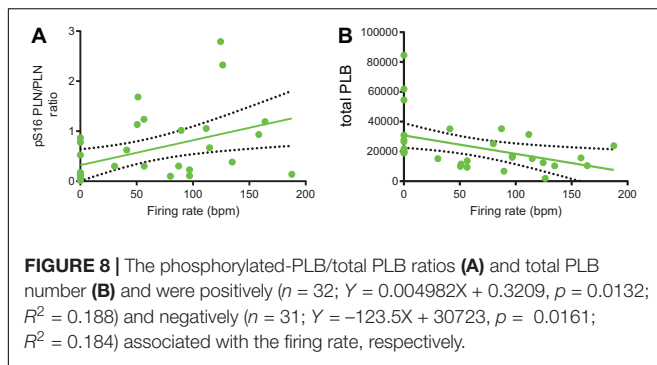 A
pS16 PLN/PLN
ratio
3
2
1
0
0 50 100 150 200
Firing rate (bpm)
B
total PLB
100000
80000
60000
40000
20000
0
0 50 100 150 200
Firing rate (bpm)
FIGURE 8 | The phosphorylated-PLB/total PLB ratios (A) and total PLB
number (B) and were positively (n = 32; Y = 0.004982X + 0.3209, p = 0.0132;
R² = 0.188) and negatively (n = 31; Y = –123.5X + 30723, p = 0.0161;
R² = 0.184) associated with the firing rate, respectively.